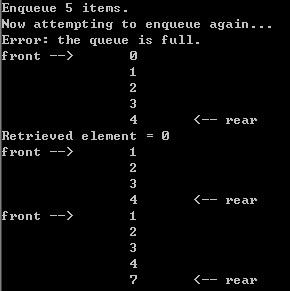 Enqueue 5 items.
Now attempting to enqueue again...
Error: the queue is full.
front --> 0
1
2
3
4 <-- rear
Retrieved element = 0
front --> 1
2
3
4 <-- rear
front --> 1
2
3
4
7 <-- rear